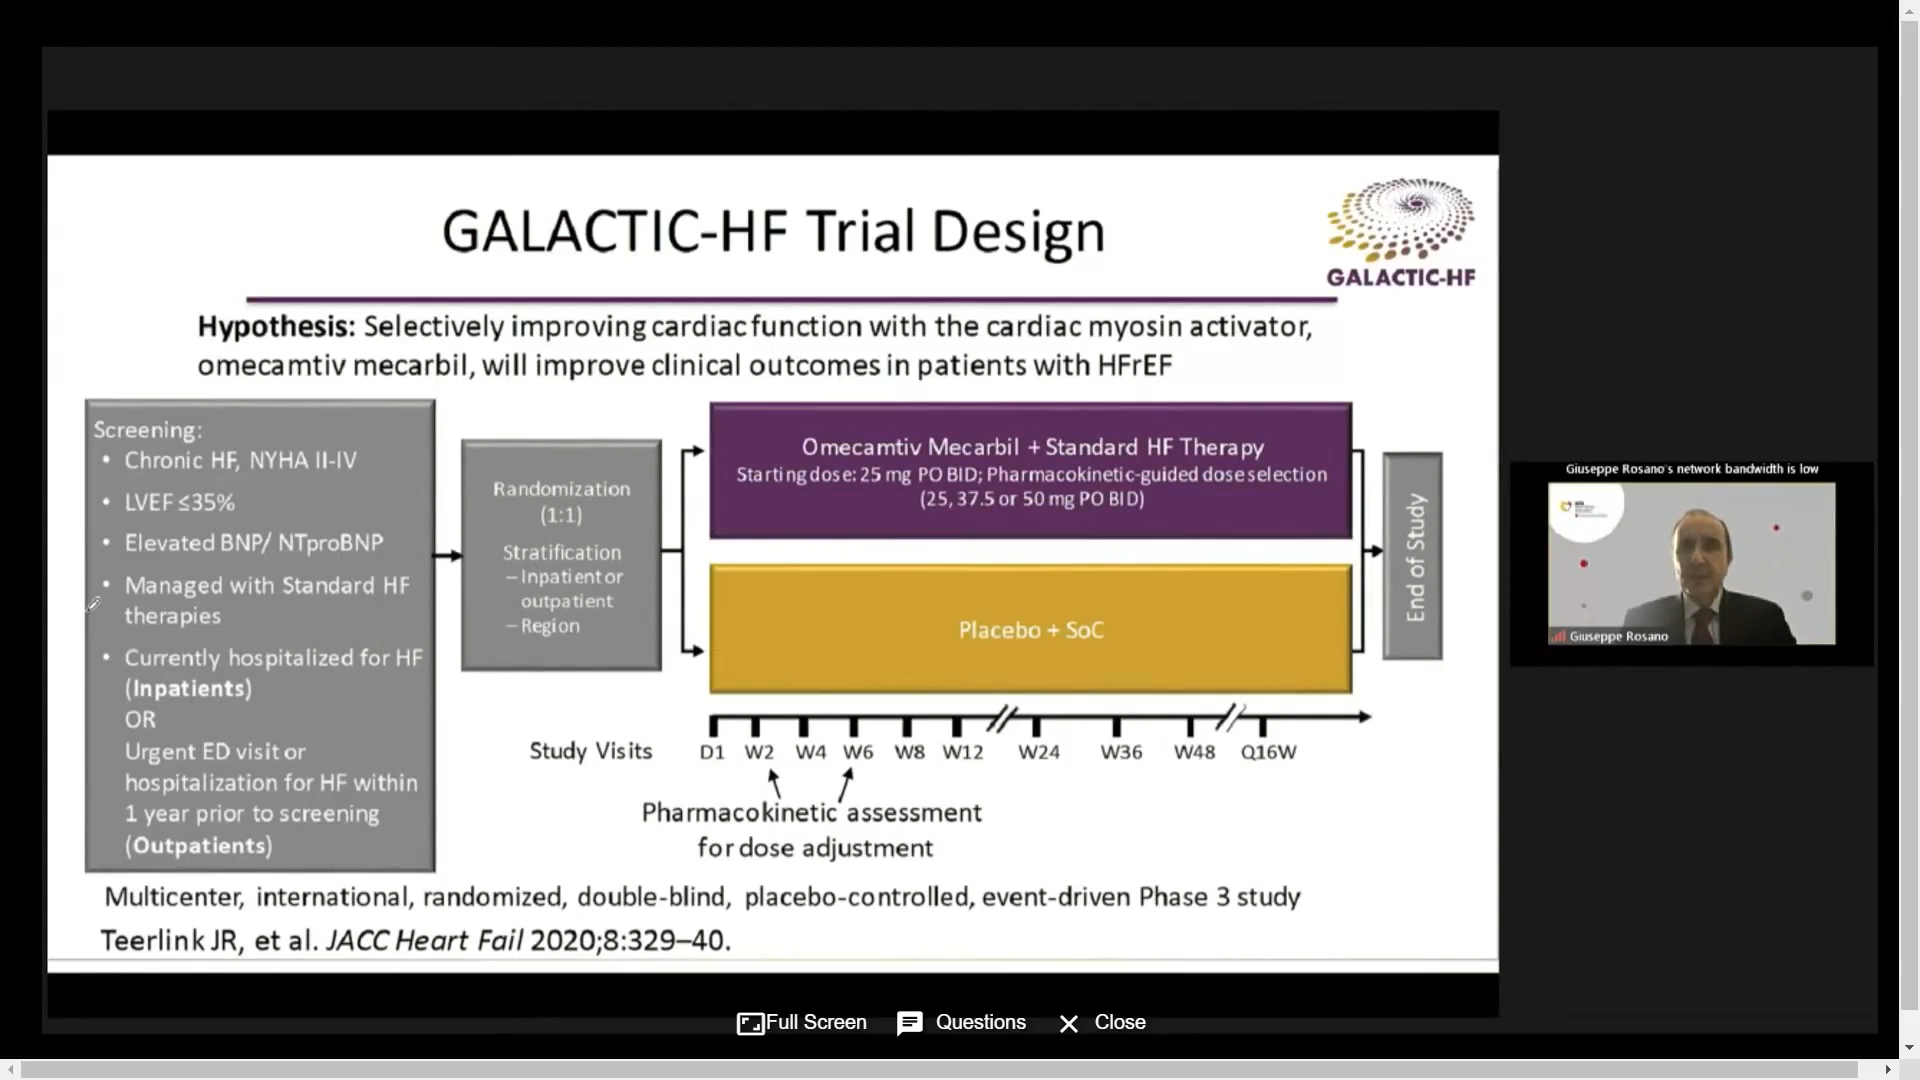 GALACTIC-HF Trial Design
GALACTIC-HF
Hypothesis: Selectively improving cardiac function with the cardiac myosin activator,
omecamtiv mecarbil, will improve clinical outcomes in patients with HFrEF
Screening:
• Chronic HF, NYHA II-IV
• LVEF ≤35%
• Elevated BNP/ NTproBNP
• Managed with Standard HF
therapies
• Currently hospitalized for HF
(Inpatients)
OR
Urgent ED visit or
hospitalization for HF within
1 year prior to screening
(Outpatients)
Randomization
(1:1)
Stratification
– Inpatient or
outpatient
– Region
Omecamtiv Mecarbil + Standard HF Therapy
Starting dose: 25 mg PO BID; Pharmacokinetic-guided dose selection
(25, 37.5 or 50 mg PO BID)
Placebo + SoC
End of Study
Study Visits D1 W2 W4 W6 W8 W12 W24 W36 W48 Q16W
Pharmacokinetic assessment
for dose adjustment
Multicenter, international, randomized, double-blind, placebo-controlled, event-driven Phase 3 study
Teerlink JR, et al. JACC Heart Fail 2020;8:329–40.
Giuseppe Rosano's network bandwidth is low
Giuseppe Rosano
Full Screen Questions Close